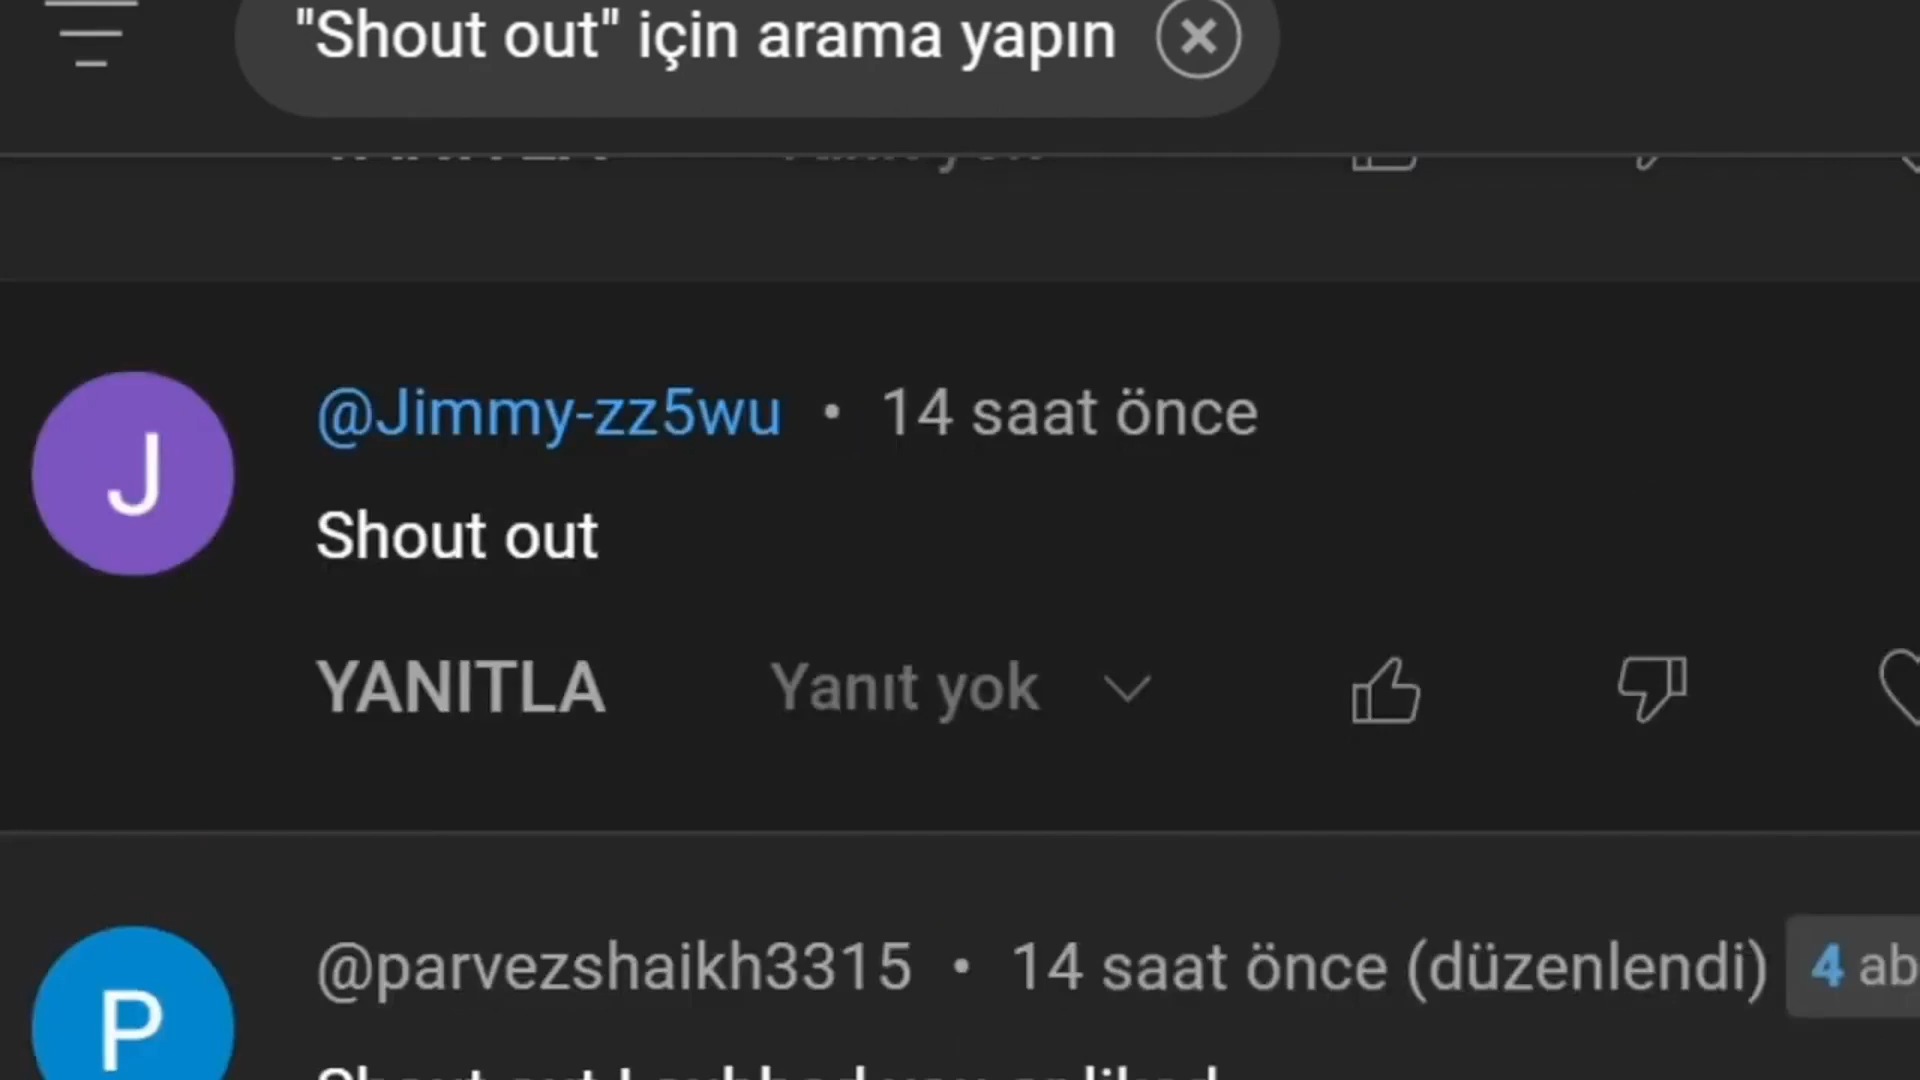 "Shout out" için arama yapın
J
@Jimmy-zz5wu • 14 saat önce
Shout out
YANITLA Yanıt yok
P
@parvezshaikh3315 • 14 saat önce (düzenlendi) 4 ab